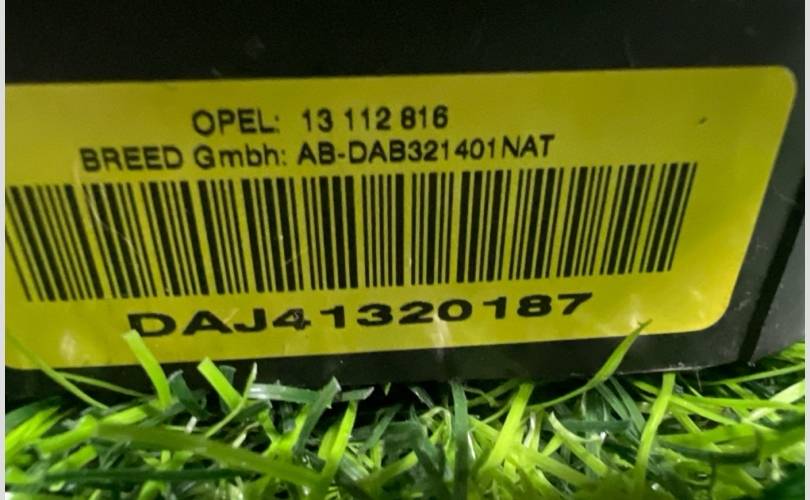 OPEL: 13 112 816
BREED Gmbh: AB-DAB321401NAT
DAJ41320187